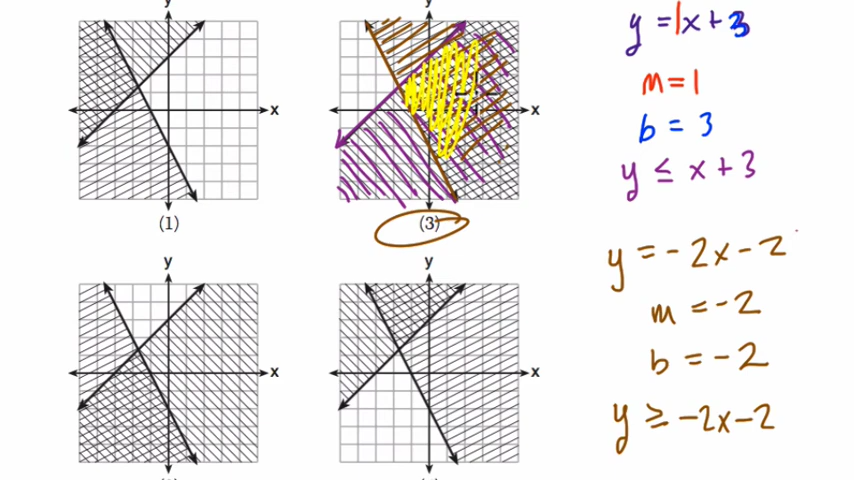 y
y
y = 1x + 3
x
x
m = 1
b = 3
y ≤ x + 3
(1)
(3)
y = - 2x - 2
y
y
m = -2
x
x
b = -2
y ≥ -2x-2